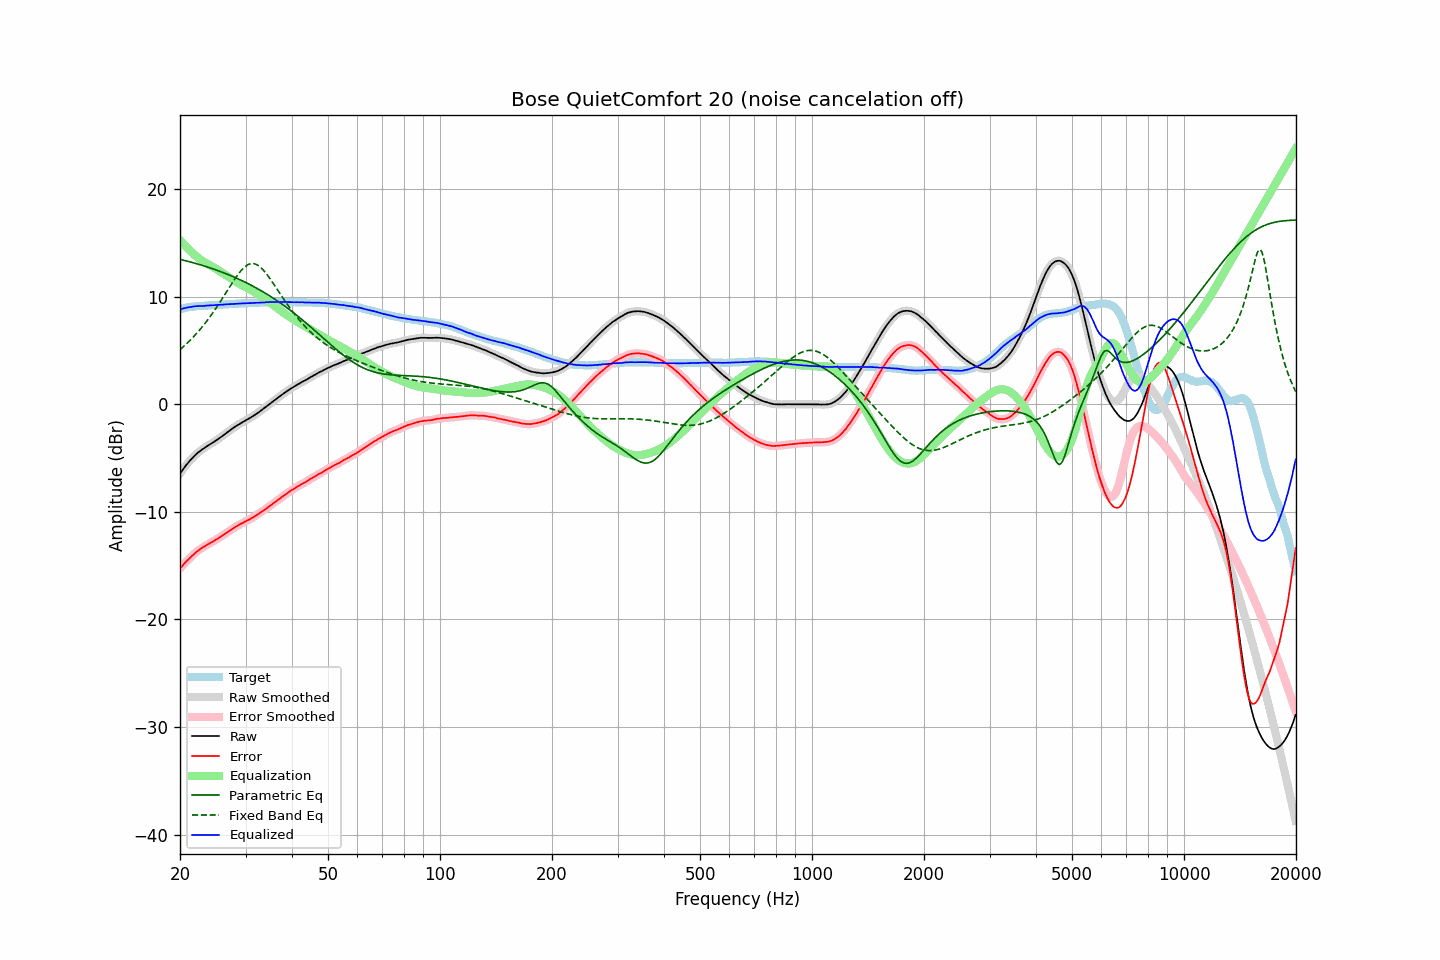 Bose QuietComfort 20 (noise cancelation off)
20
10
0
−10
−20
−30
−40
Amplitude (dBr)
Target
Raw Smoothed
Error Smoothed
Raw
Error
Equalization
Parametric Eq
Fixed Band Eq
Equalized
20 50 100 200 500 1000 2000 5000 10000 20000
Frequency (Hz)